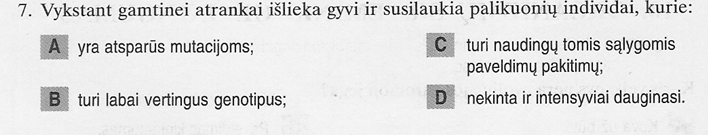 7. Vykstant gamtinei atrankai išlieka gyvi ir susilaukia palikuonių individai, kurie:
A yra atsparūs mutacijoms;
B turi labai vertingus genotipus;
C turi naudingų tomis sąlygomis
paveldimų pakitimų;
D nekinta ir intensyviai dauginasi.